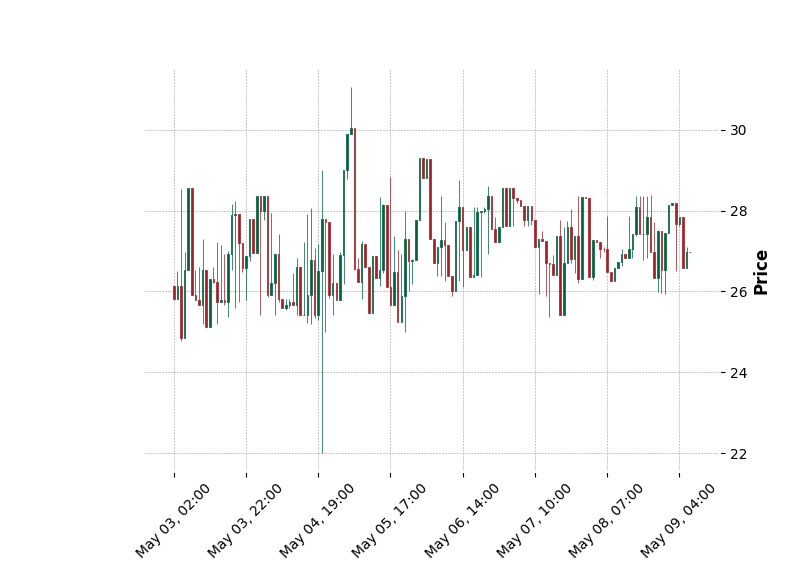 30
28
26
24
22
Price
May 03, 02:00
May 03, 22:00
May 04, 19:00
May 05, 17:00
May 06, 14:00
May 07, 10:00
May 08, 07:00
May 09, 04:00